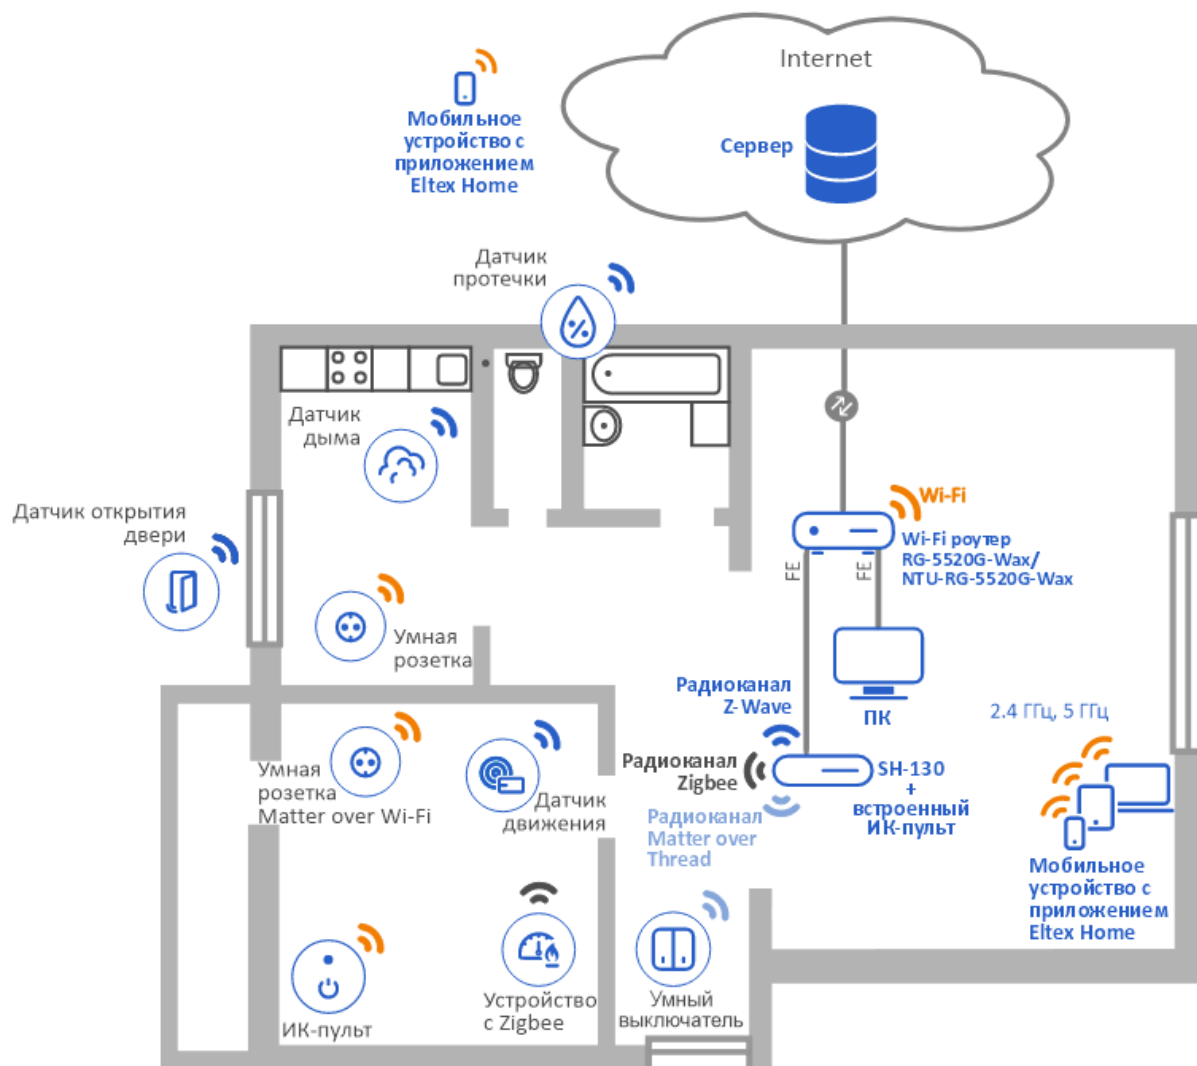 Internet
Сервер
Мобильное
устройство с
приложением
Eltex Home
Датчик
протечки
Датчик
дыма
Датчик открытия
двери
Wi-Fi
Wi-Fi роутер
RG-5520G-Wax/
NTU-RG-5520G-Wax
FE
FE
Умная
розетка
ПК
Радиоканал
Z-Wave
2.4 ГГц, 5 ГГц
Умная
розетка
Matter over Wi-Fi
Датчик
движения
Радиоканал
Zigbee
SH-130
+
встроенный
ИК-пульт
Радиоканал
Matter over
Thread
Мобильное
устройство с
приложением
Eltex Home
ИК-пульт
Устройство
с Zigbee
Умный
выключатель